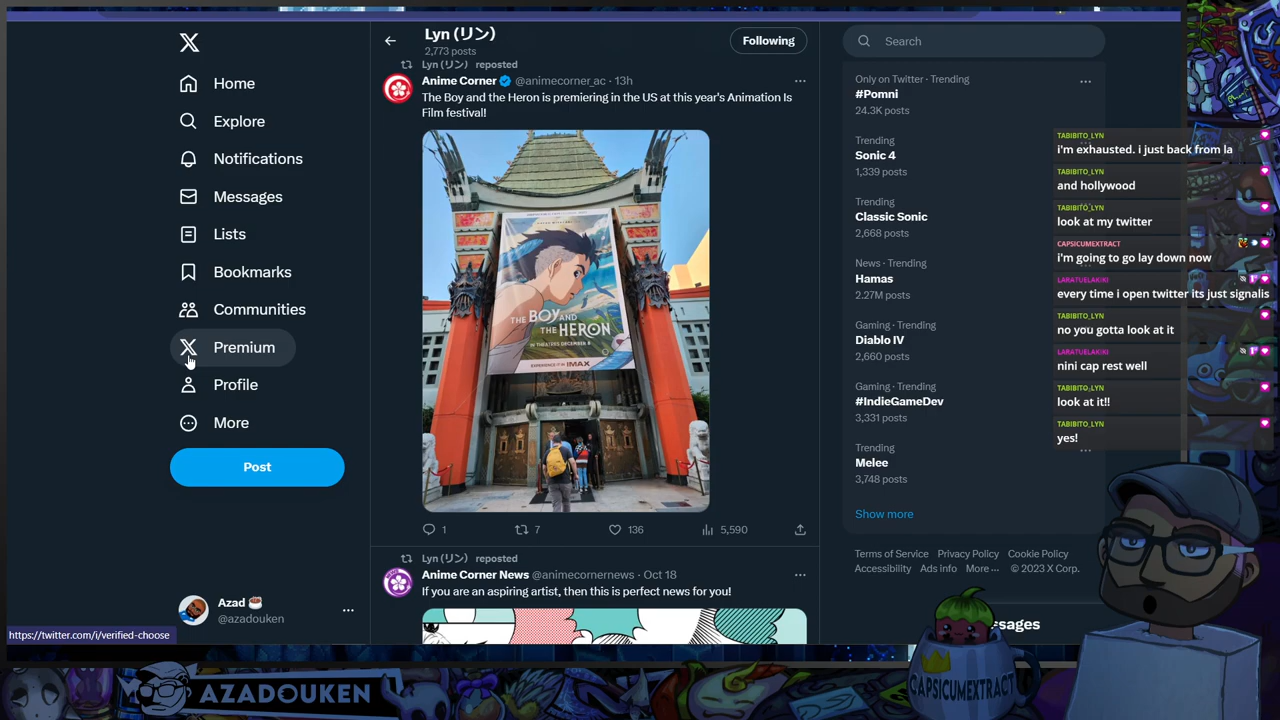 Home
Explore
Notifications
Messages
Lists
Bookmarks
Communities
Premium
Profile
More
Post
Azad
@azadouken
https://twitter.com/i/verified-choose
Lyn (リン)
2,773 posts
Following
Lyn (リン) reposted
Anime Corner @animecorner_ac · 13h
The Boy and the Heron is premiering in the US at this year's Animation Is
Film festival!
THE BOY AND
THE HERON
IN THEATRES DECEMBER 8
EXPERIENCE IT IN IMAX
1 7 136 5,590
Lyn (リン) reposted
Anime Corner News @animecornernews · Oct 18
If you are an aspiring artist, then this is perfect news for you!
Search
Only on Twitter · Trending
#Pomni
24.3K posts
Trending
Sonic 4
1,339 posts
Trending
Classic Sonic
2,668 posts
News · Trending
Hamas
2.27M posts
Gaming · Trending
Diablo IV
2,660 posts
Gaming · Trending
#IndieGameDev
3,331 posts
Trending
Melee
3,748 posts
Show more
Terms of Service Privacy Policy Cookie Policy
Accessibility Ads info More ··· © 2023 X Corp.
TABIBITO_LYN
i'm exhausted. i just back from la
TABIBITO_LYN
and hollywood
TABIBITO_LYN
look at my twitter
CAPSICUMEXTRACT
i'm going to go lay down now
LARATUELAKIKI
every time i open twitter its just signalis
TABIBITO_LYN
no you gotta look at it
LARATUELAKIKI
nini cap rest well
TABIBITO_LYN
look at it!!
TABIBITO_LYN
yes!
AZADOUKEN
CAPSICUMEXTRACT